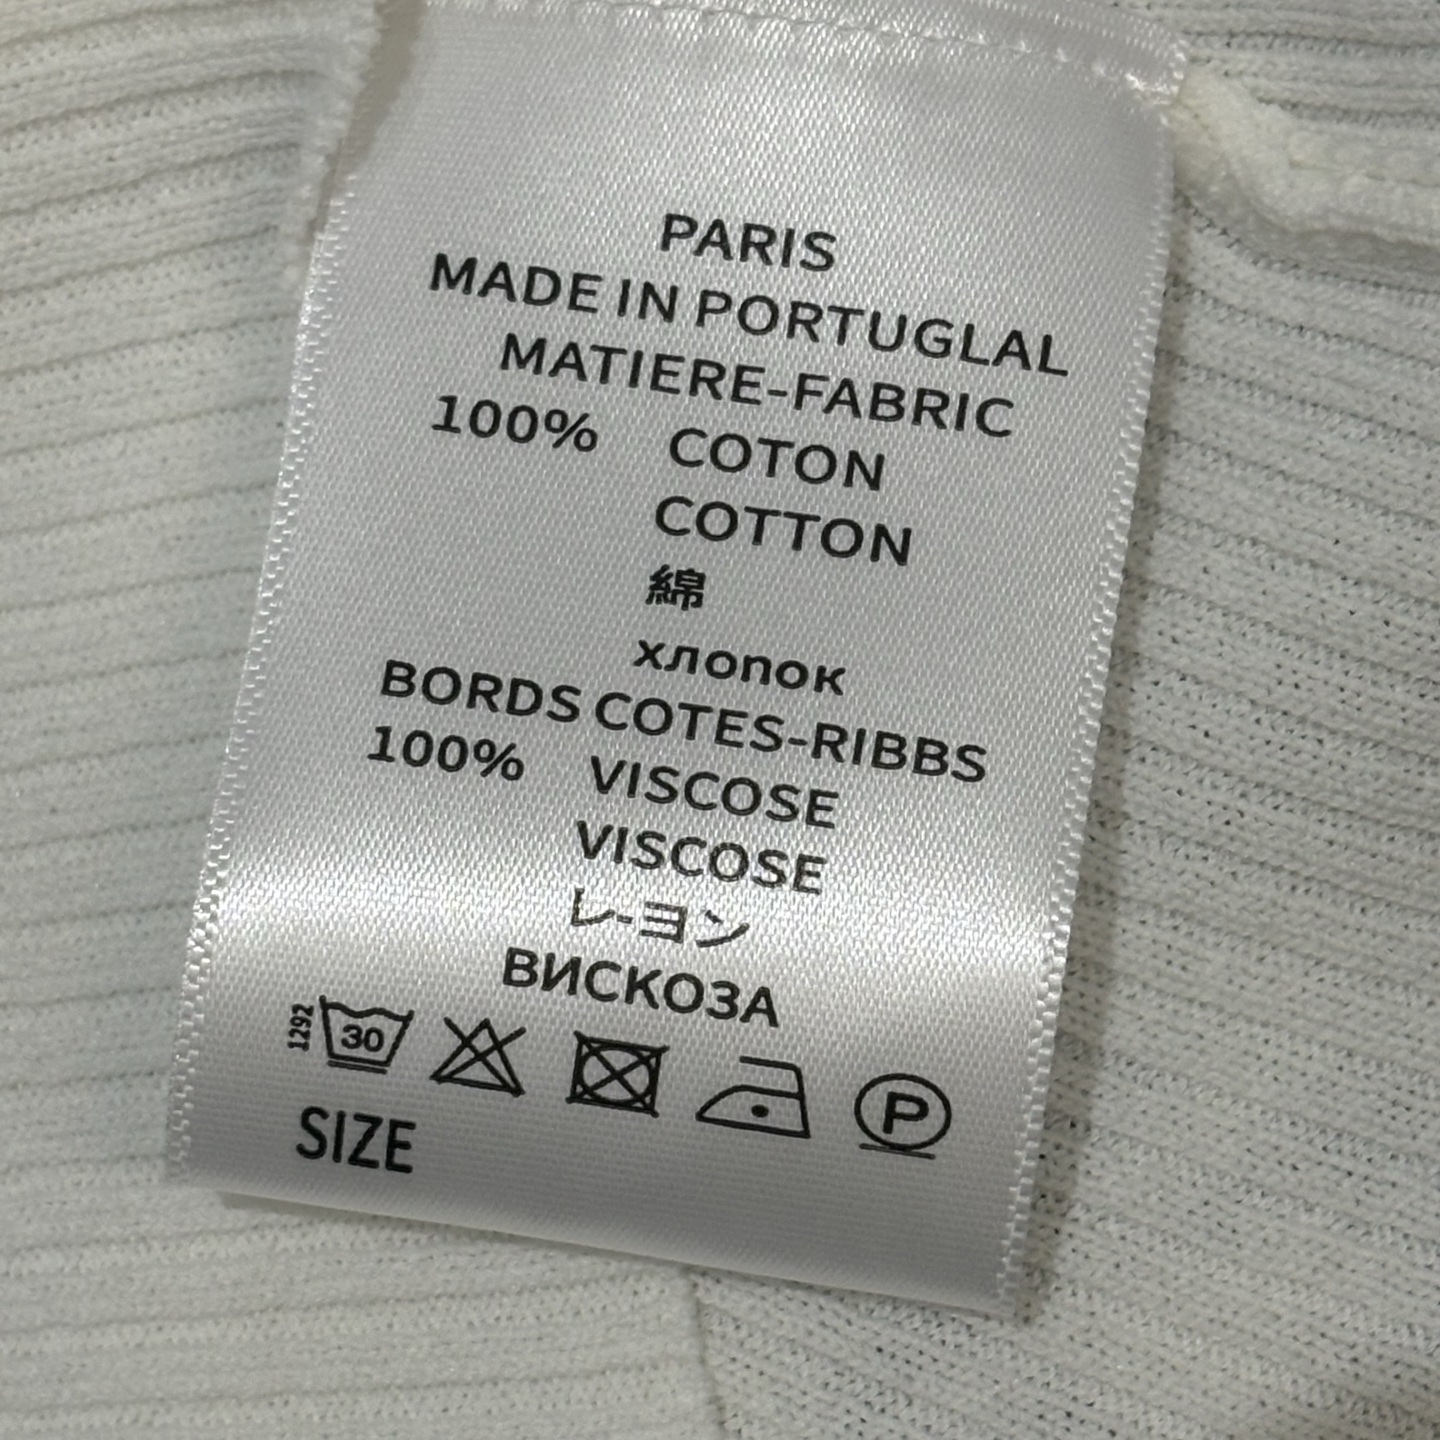 PARIS
MADE IN PORTUGLAL
MATIERE-FABRIC
100% COTON
COTTON
綿
хлопок
BORDS COTES-RIBBS
100% VISCOSE
VISCOSE
レ-ヨン
ВИСКОЗА
1292 30 P
SIZE